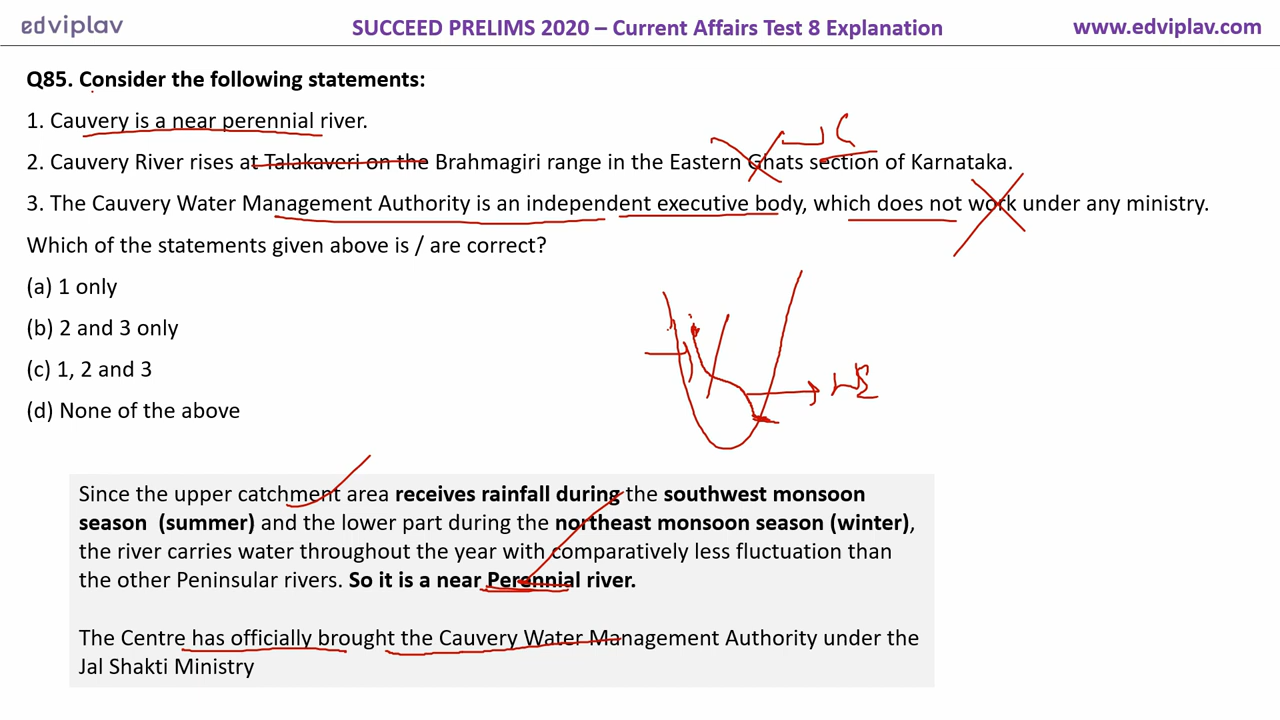 edviplav
SUCCEED PRELIMS 2020 – Current Affairs Test 8 Explanation
www.edviplav.com
Q85. Consider the following statements:
1. Cauvery is a near perennial river.
2. Cauvery River rises at Talakaveri on the Brahmagiri range in the Eastern Ghats section of Karnataka.
3. The Cauvery Water Management Authority is an independent executive body, which does not work under any ministry.
Which of the statements given above is / are correct?
(a) 1 only
(b) 2 and 3 only
(c) 1, 2 and 3
(d) None of the above
Since the upper catchment area receives rainfall during the southwest monsoon
season (summer) and the lower part during the northeast monsoon season (winter),
the river carries water throughout the year with comparatively less fluctuation than
the other Peninsular rivers. So it is a near Perennial river.
The Centre has officially brought the Cauvery Water Management Authority under the
Jal Shakti Ministry